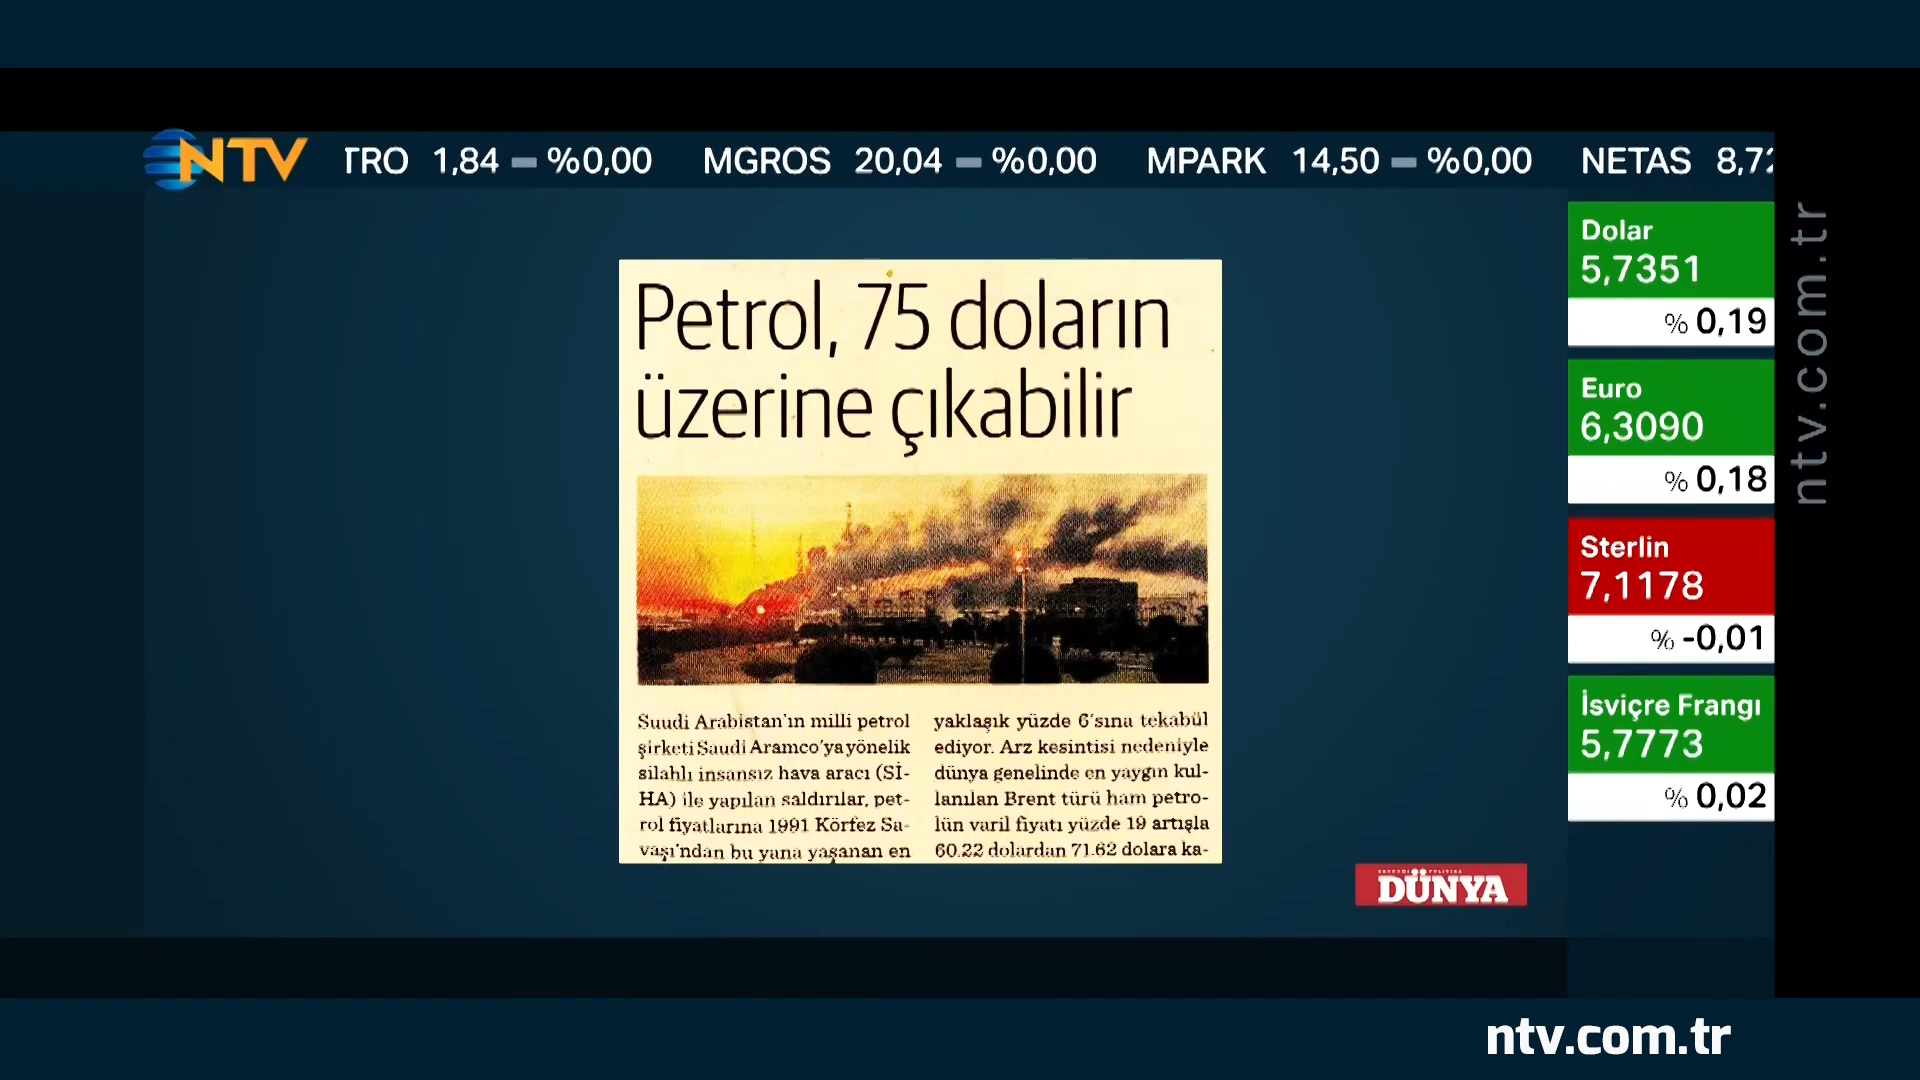 NTV
TRO 1,84 %0,00 MGROS 20,04 %0,00 MPARK 14,50 %0,00 NETAS 8,72
Petrol, 75 doların
üzerine çıkabilir
Suudi Arabistan'ın milli petrol
şirketi Saudi Aramco'ya yönelik
silahlı insansız hava aracı (Sİ-
HA) ile yapılan saldırılar, pet-
rol fiyatlarına 1991 Körfez Sa-
vaşı'ndan bu yana yaşanan en
yaklaşık yüzde 6'sına tekabül
ediyor. Arz kesintisi nedeniyle
dünya genelinde en yaygın kul-
lanılan Brent türü ham petro-
lün varil fiyatı yüzde 19 artışla
60.22 dolardan 71.62 dolara ka-
Dolar
5,7351
% 0,19
Euro
6,3090
% 0,18
Sterlin
7,1178
% -0,01
İsviçre Frangı
5,7773
% 0,02
ntv.com.tr
DÜNYA
ntv.com.tr